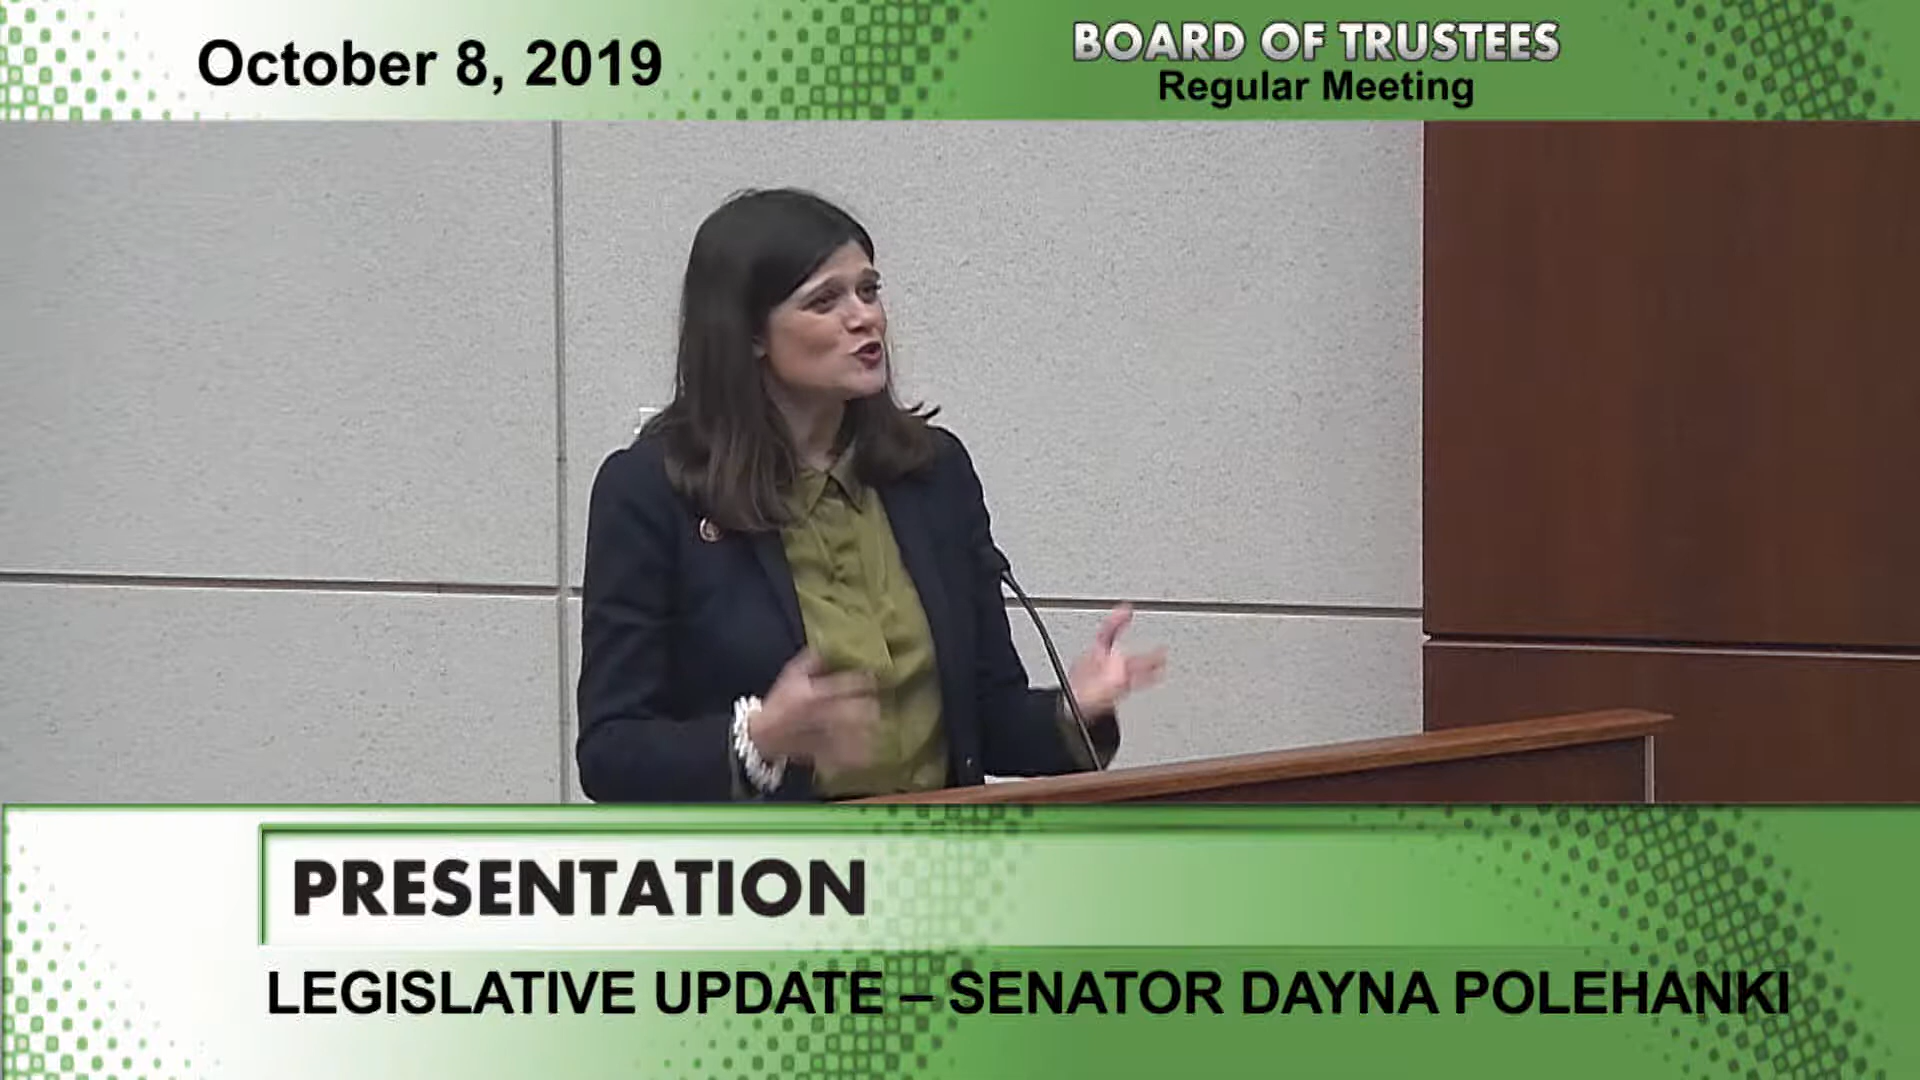 October 8, 2019
BOARD OF TRUSTEES
Regular Meeting
PRESENTATION
LEGISLATIVE UPDATE – SENATOR DAYNA POLEHANKI